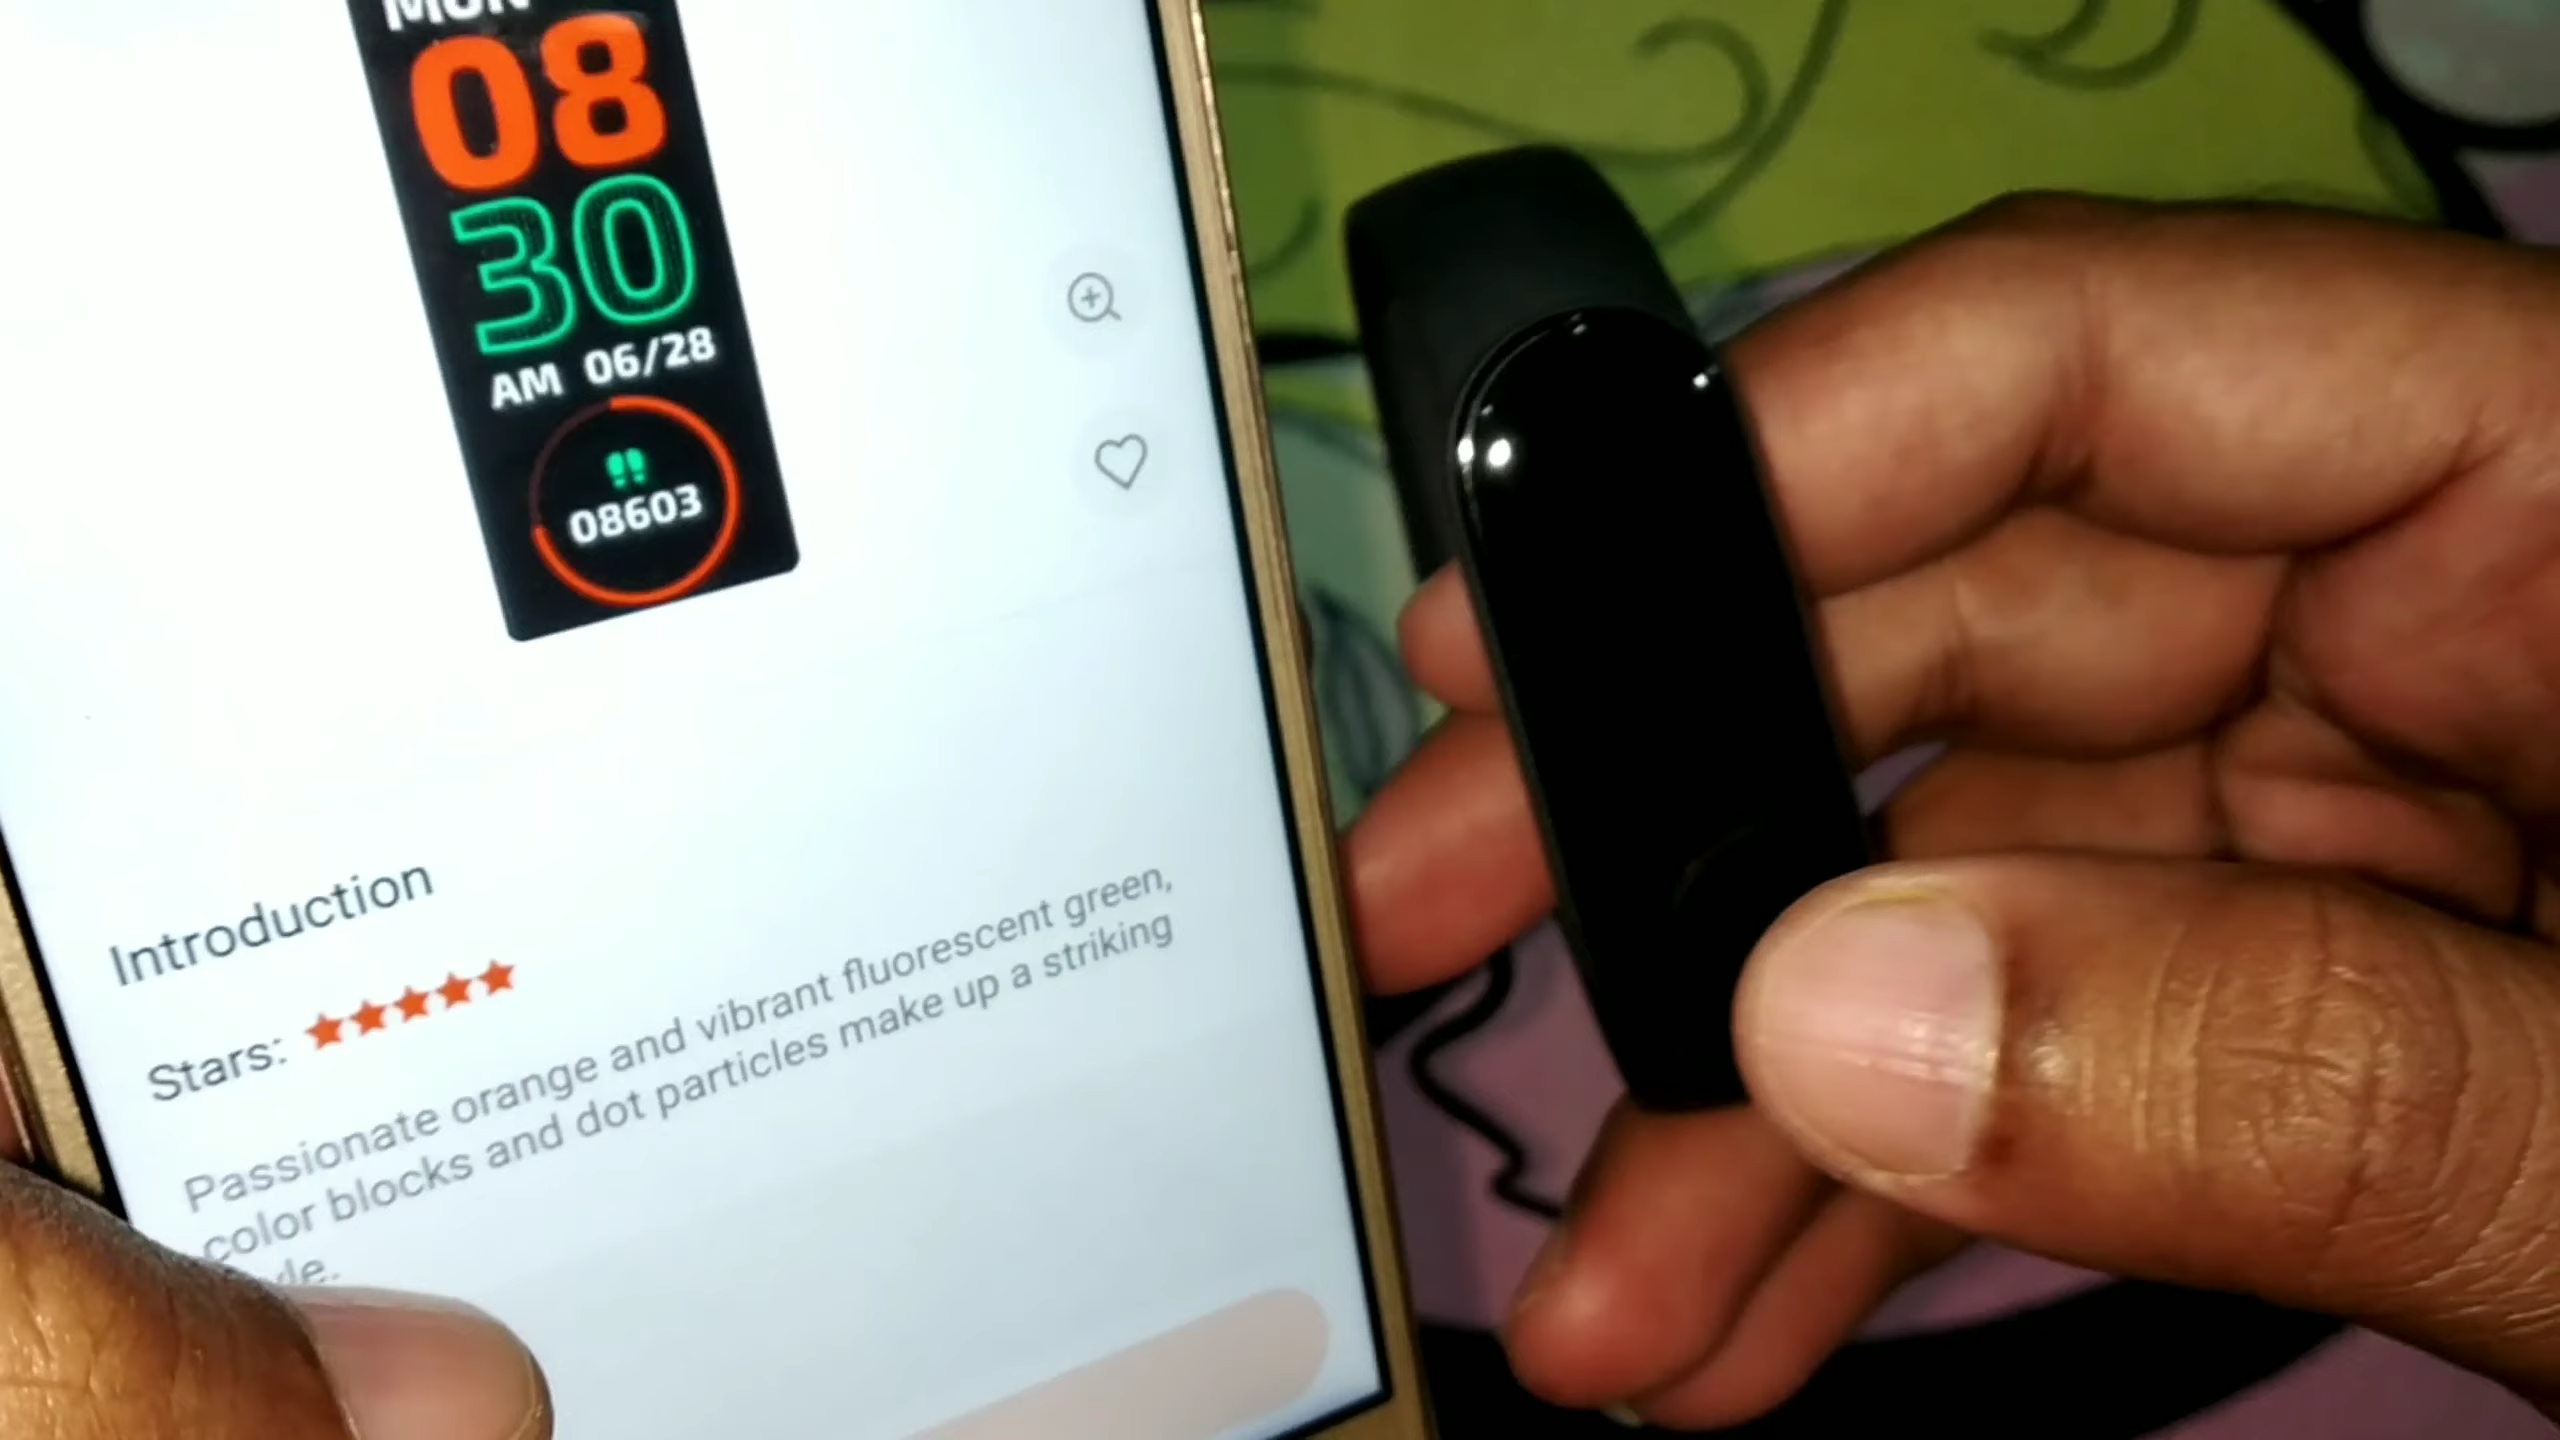 MON
08
30
AM 06/28
08603
Introduction
Stars:
Passionate orange and vibrant fluorescent green,
color blocks and dot particles make up a striking